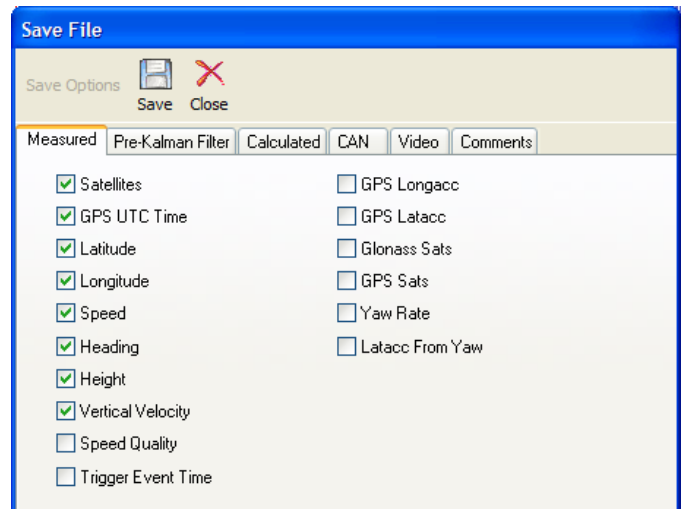 Save File
Save Options
Save Close
Measured Pre-Kalman Filter Calculated CAN Video Comments
Satellites
GPS UTC Time
Latitude
Longitude
Speed
Heading
Height
Vertical Velocity
Speed Quality
Trigger Event Time
GPS Longacc
GPS Latacc
Glonass Sats
GPS Sats
Yaw Rate
Latacc From Yaw